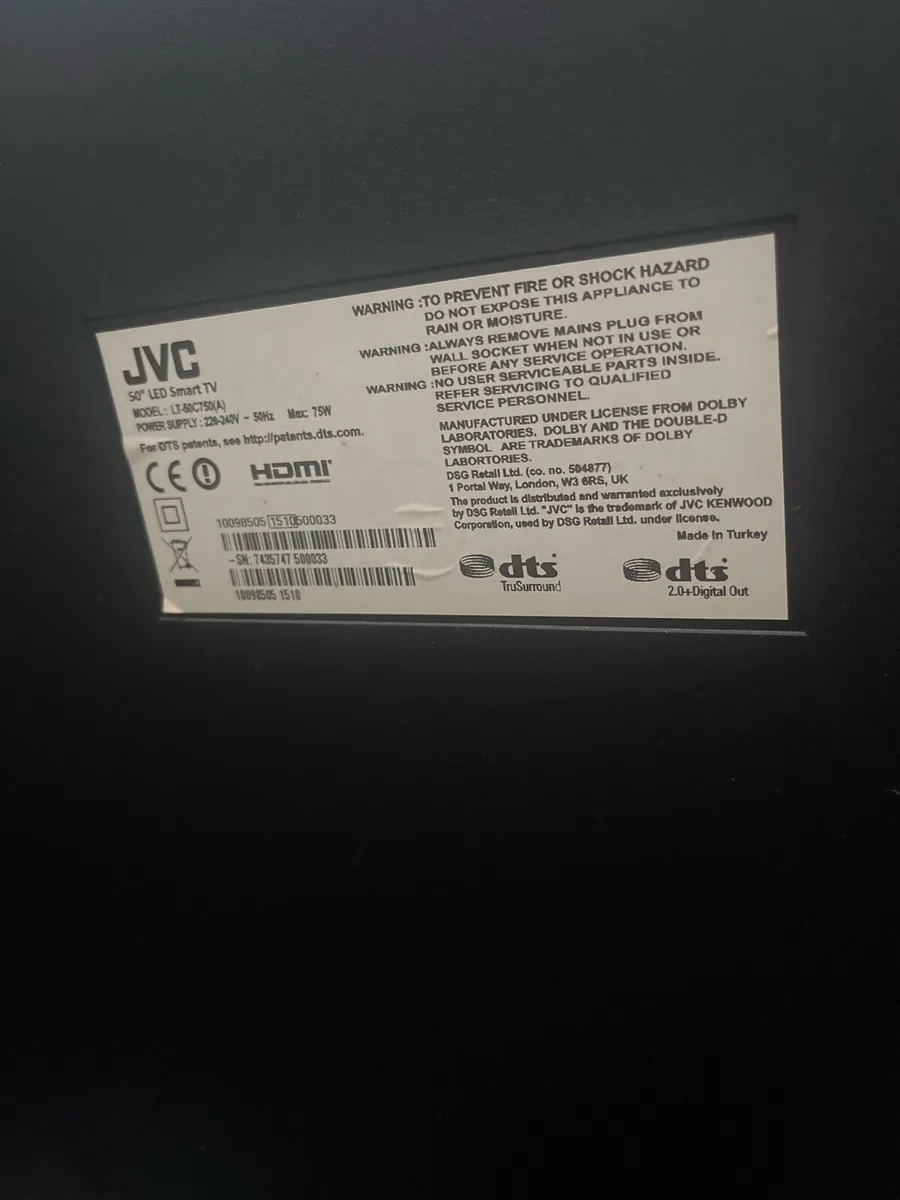 JVC
50" LED Smart TV
MODEL : LT-50C750(A)
POWER SUPPLY : 220-240V ~ 50Hz Max: 75W
For DTS patents, see http://patents.dts.com.
CE
HDMI
10098505 1510 500033
-SN: 7435747 500033
10098505 1510
WARNING :TO PREVENT FIRE OR SHOCK HAZARD
DO NOT EXPOSE THIS APPLIANCE TO
RAIN OR MOISTURE.
WARNING :ALWAYS REMOVE MAINS PLUG FROM
WALL SOCKET WHEN NOT IN USE OR
BEFORE ANY SERVICE OPERATION.
WARNING :NO USER SERVICEABLE PARTS INSIDE.
REFER SERVICING TO QUALIFIED
SERVICE PERSONNEL.
MANUFACTURED UNDER LICENSE FROM DOLBY
LABORATORIES. DOLBY AND THE DOUBLE-D
SYMBOL ARE TRADEMARKS OF DOLBY
LABORTORIES.
DSG Retail Ltd. (co. no. 504877)
1 Portal Way, London, W3 6RS, UK
The product is distributed and warranted axclusively
by DSG Retail Ltd. "JVC" is the trademark of JVC KENWOOD
Corporation, used by DSG Retail Ltd. under license.
Made in Turkey
dts
TruSurround
dts
2.0+Digital Out